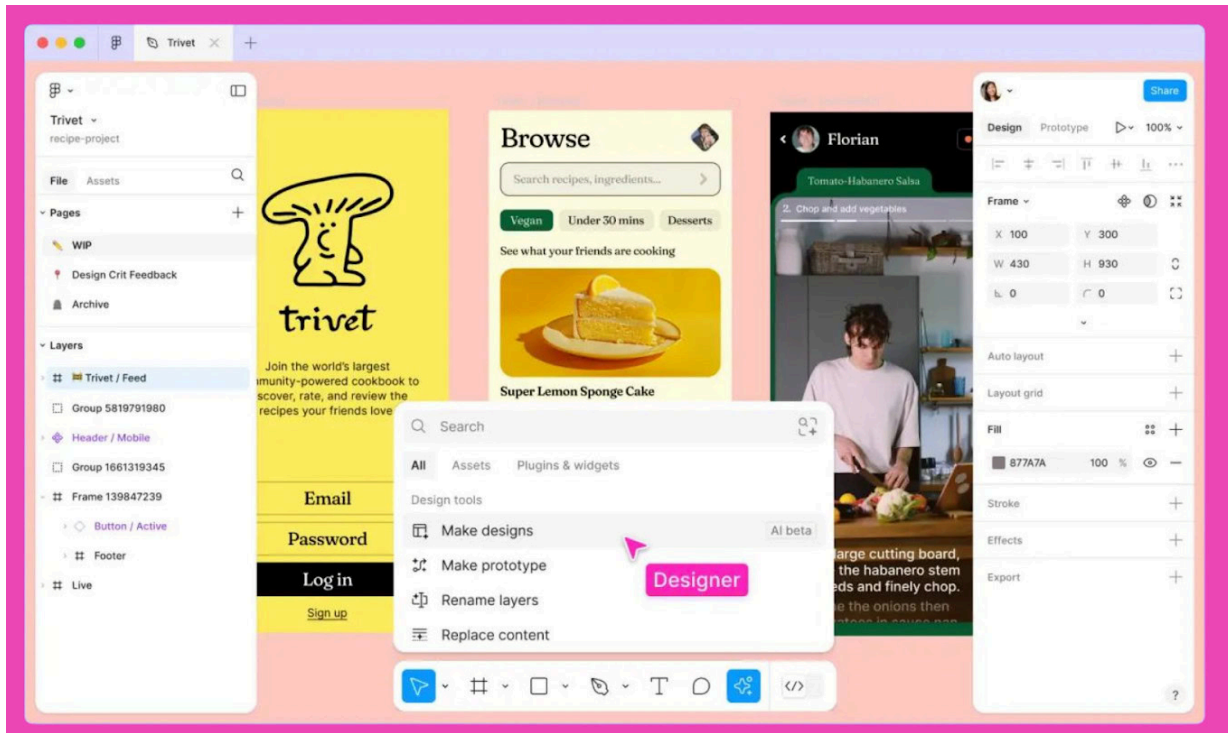 Trivet
Trivet
recipe-project
File
Assets
Pages
WIP
Design Crit Feedback
Archive
Layers
Trivet / Feed
Group 5819791980
Header / Mobile
Group 1661319345
Frame 139847239
Button / Active
Footer
Live
trivet
Join the world's largest
munity-powered cookbook to
scover, rate, and review the
recipes your friends love
Email
Password
Log in
Sign up
Browse
Search recipes, ingredients...
Vegan
Under 30 mins
Desserts
See what your friends are cooking
Super Lemon Sponge Cake
Florian
Tomato-Habanero Salsa
2. Chop and add vegetables
large cutting board,
the habanero stem
eds and finely chop.
the onions then
Search
All
Assets
Plugins & widgets
Design tools
Make designs
AI beta
Make prototype
Rename layers
Replace content
Designer
Share
Design
Prototype
100%
Frame
X 100
Y 300
W 430
H 930
0
0
Auto layout
Layout grid
Fill
877A7A
100 %
Stroke
Effects
Export
?